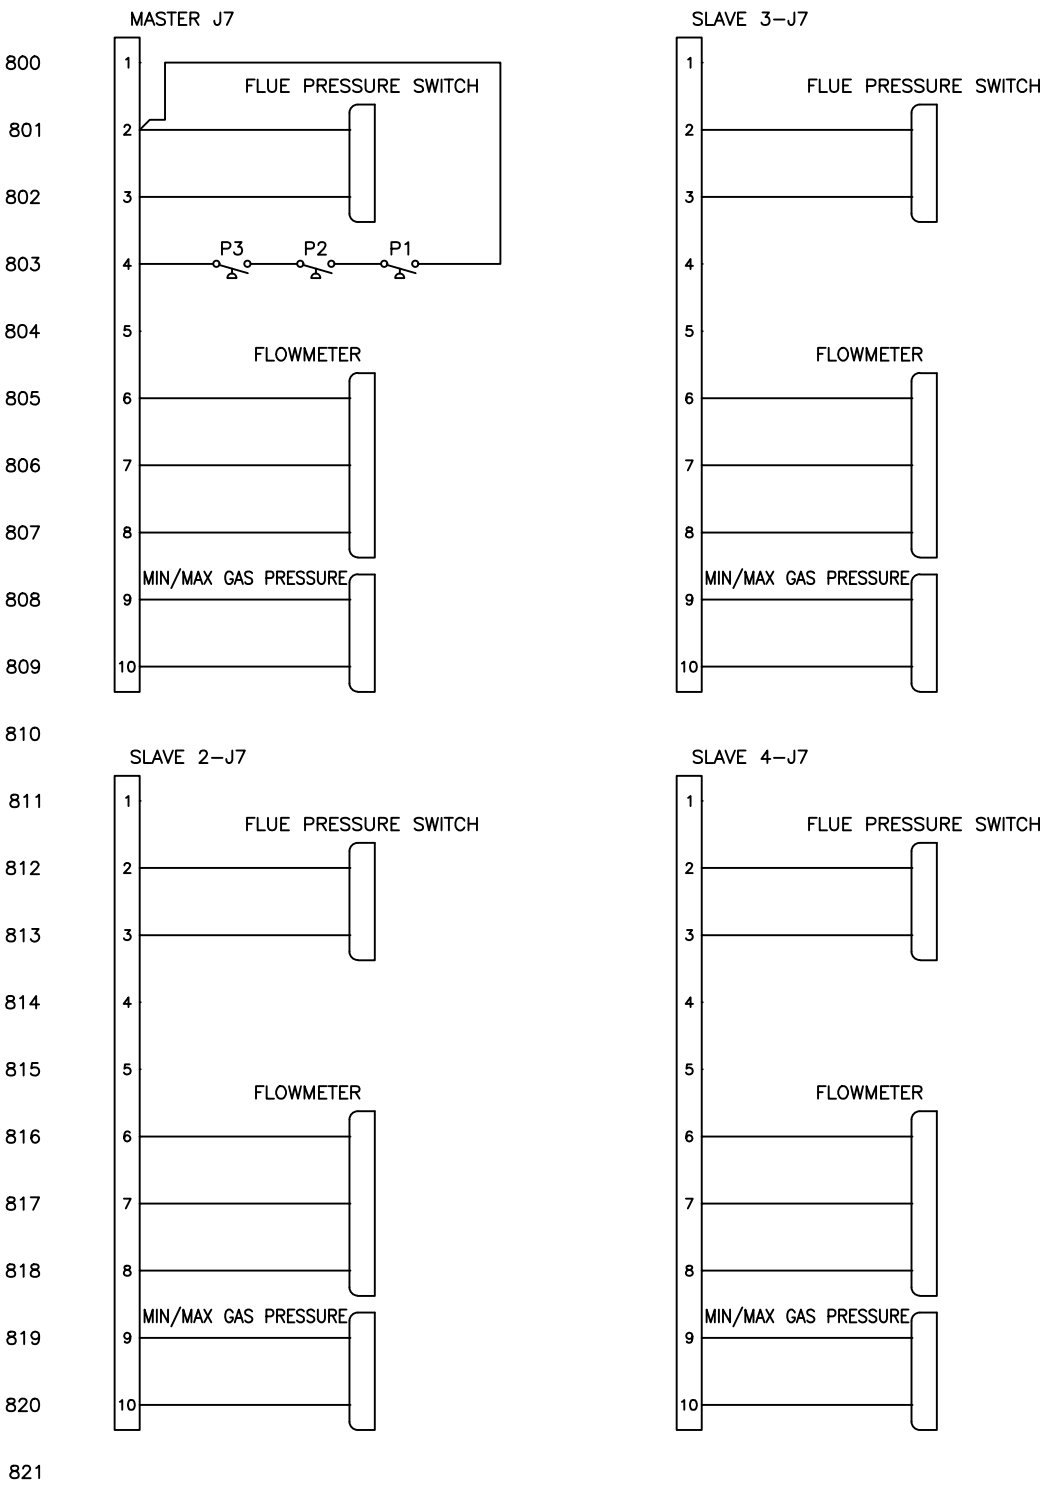 MASTER J7 SLAVE 3-J7
800 1 1
FLUE PRESSURE SWITCH FLUE PRESSURE SWITCH
801 2 2
802 3 3
P3 P2 P1
803 4 4
804 5 5
FLOWMETER FLOWMETER
805 6 6
806 7 7
807 8 8
MIN/MAX GAS PRESSURE MIN/MAX GAS PRESSURE
808 9 9
809 10 10
810
SLAVE 2-J7 SLAVE 4-J7
811 1 1
FLUE PRESSURE SWITCH FLUE PRESSURE SWITCH
812 2 2
813 3 3
814 4 4
815 5 5
FLOWMETER FLOWMETER
816 6 6
817 7 7
818 8 8
MIN/MAX GAS PRESSURE MIN/MAX GAS PRESSURE
819 9 9
820 10 10
821